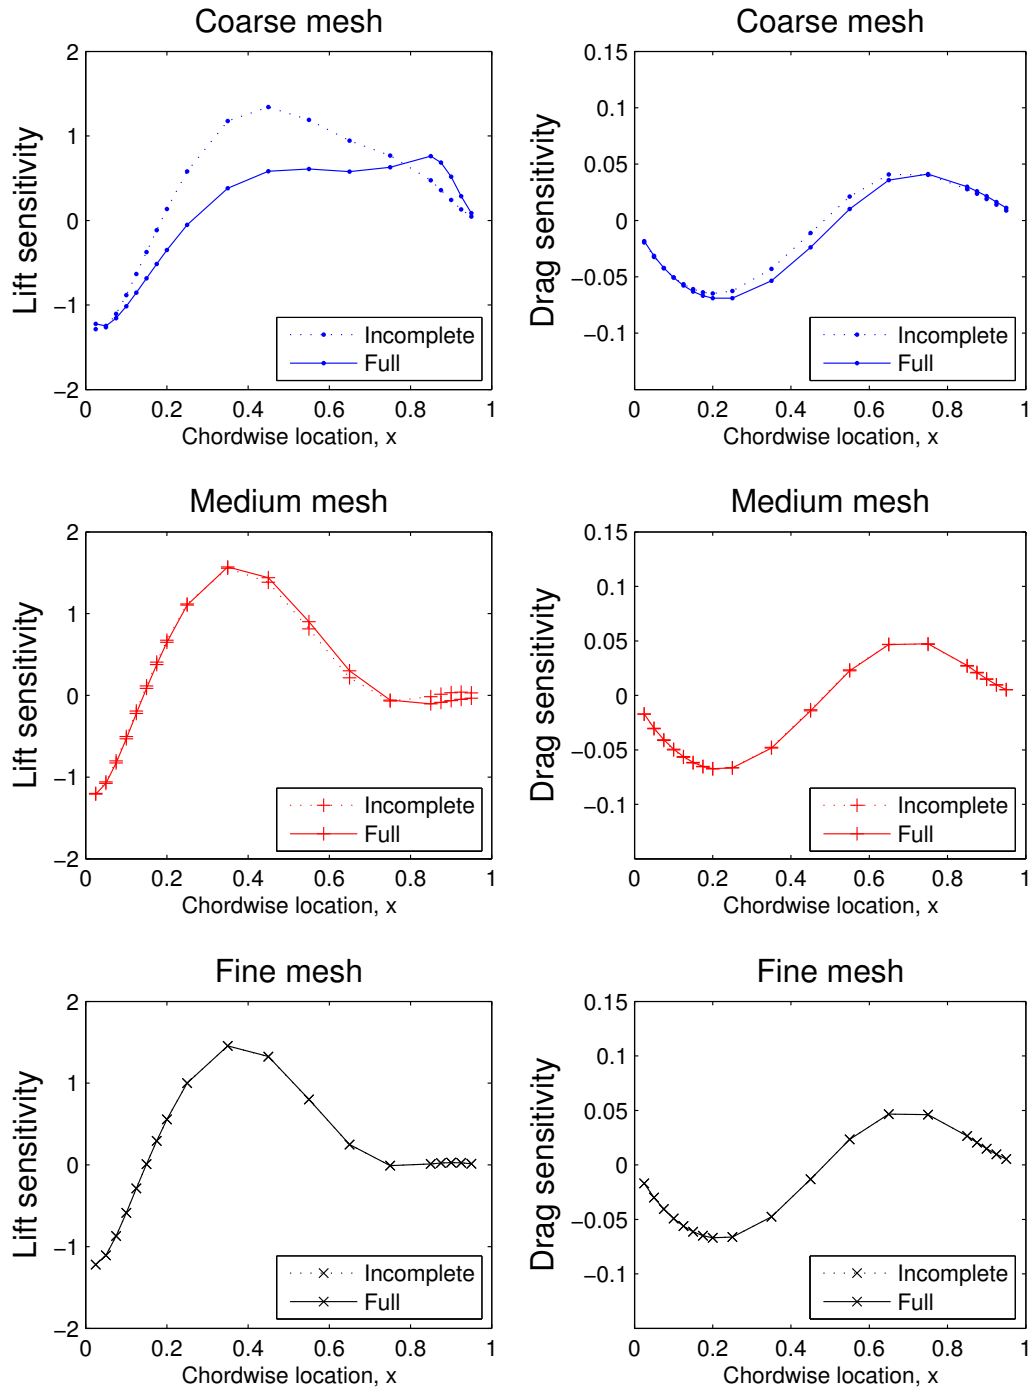 Coarse mesh
2
1
0
−1
−2
Lift sensitivity
Incomplete
Full
0
0.2
0.4
0.6
0.8
1
Chordwise location, x
Coarse mesh
0.15
0.1
0.05
0
−0.05
−0.1
Drag sensitivity
Incomplete
Full
0
0.2
0.4
0.6
0.8
1
Chordwise location, x
Medium mesh
2
1
0
−1
−2
Lift sensitivity
Incomplete
Full
0
0.2
0.4
0.6
0.8
1
Chordwise location, x
Medium mesh
0.15
0.1
0.05
0
−0.05
−0.1
Drag sensitivity
Incomplete
Full
0
0.2
0.4
0.6
0.8
1
Chordwise location, x
Fine mesh
2
1
0
−1
−2
Lift sensitivity
Incomplete
Full
0
0.2
0.4
0.6
0.8
1
Chordwise location, x
Fine mesh
0.15
0.1
0.05
0
−0.05
−0.1
Drag sensitivity
Incomplete
Full
0
0.2
0.4
0.6
0.8
1
Chordwise location, x